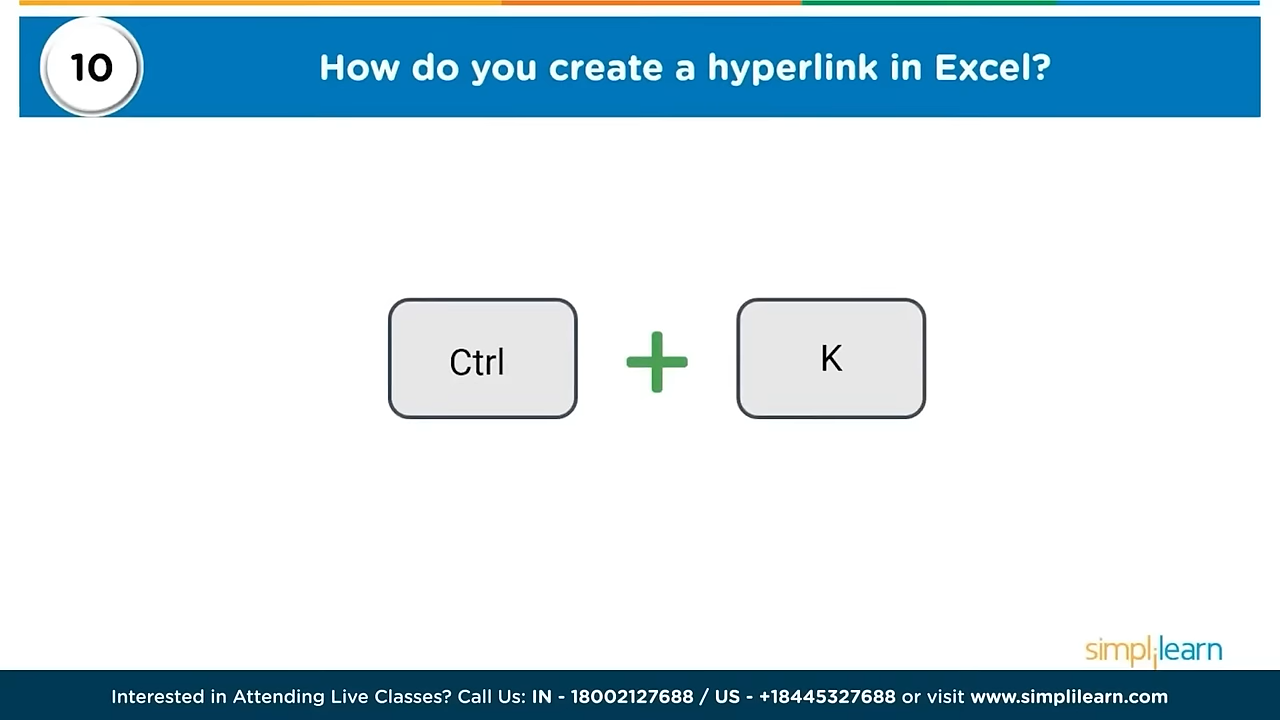 10
How do you create a hyperlink in Excel?
Ctrl
+
K
simplilearn
Interested in Attending Live Classes? Call Us: IN - 18002127688 / US - +18445327688 or visit www.simplilearn.com